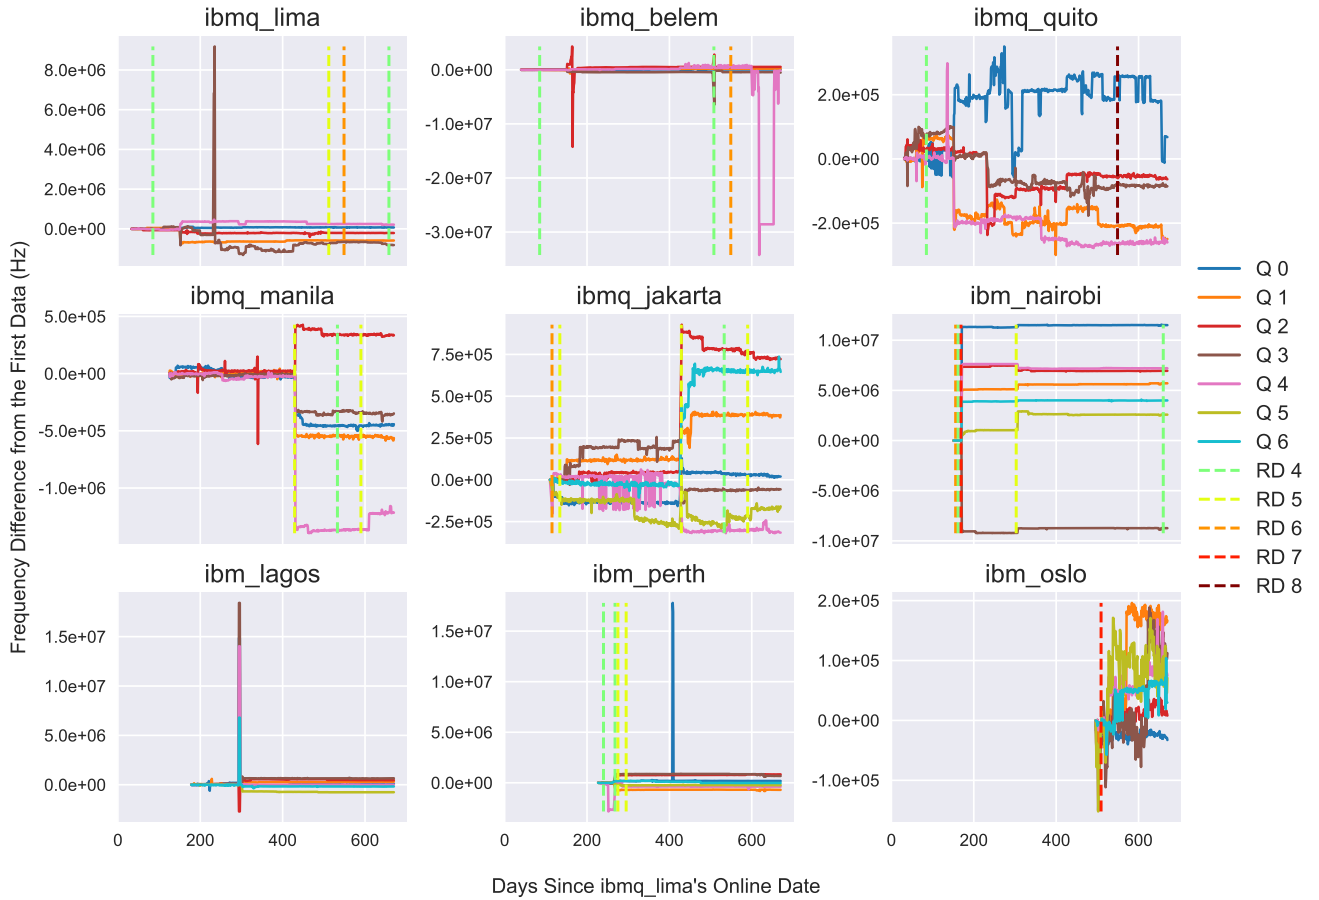 ibmq_lima
ibmq_belem
ibmq_quito
8.0e+06
6.0e+06
4.0e+06
2.0e+06
0.0e+00
0.0e+00
-1.0e+07
-2.0e+07
-3.0e+07
2.0e+05
0.0e+00
-2.0e+05
ibmq_manila
ibmq_jakarta
ibm_nairobi
5.0e+05
0.0e+00
-5.0e+05
-1.0e+06
7.5e+05
5.0e+05
2.5e+05
0.0e+00
-2.5e+05
1.0e+07
5.0e+06
0.0e+00
-5.0e+06
-1.0e+07
ibm_lagos
ibm_perth
ibm_oslo
1.5e+07
1.0e+07
5.0e+06
0.0e+00
1.5e+07
1.0e+07
5.0e+06
0.0e+00
2.0e+05
1.0e+05
0.0e+00
-1.0e+05
0 200 400 600
0 200 400 600
0 200 400 600
Frequency Difference from the First Data (Hz)
Days Since ibmq_lima's Online Date
Q 0
Q 1
Q 2
Q 3
Q 4
Q 5
Q 6
RD 4
RD 5
RD 6
RD 7
RD 8